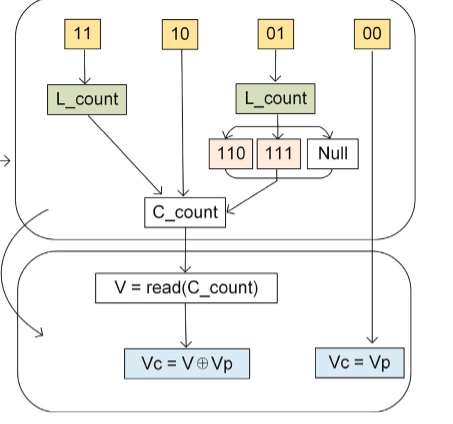 11 10 01 00
L_count L_count
110 111 Null
C_count
V = read(C_count)
Vc = V⊕Vp Vc = Vp